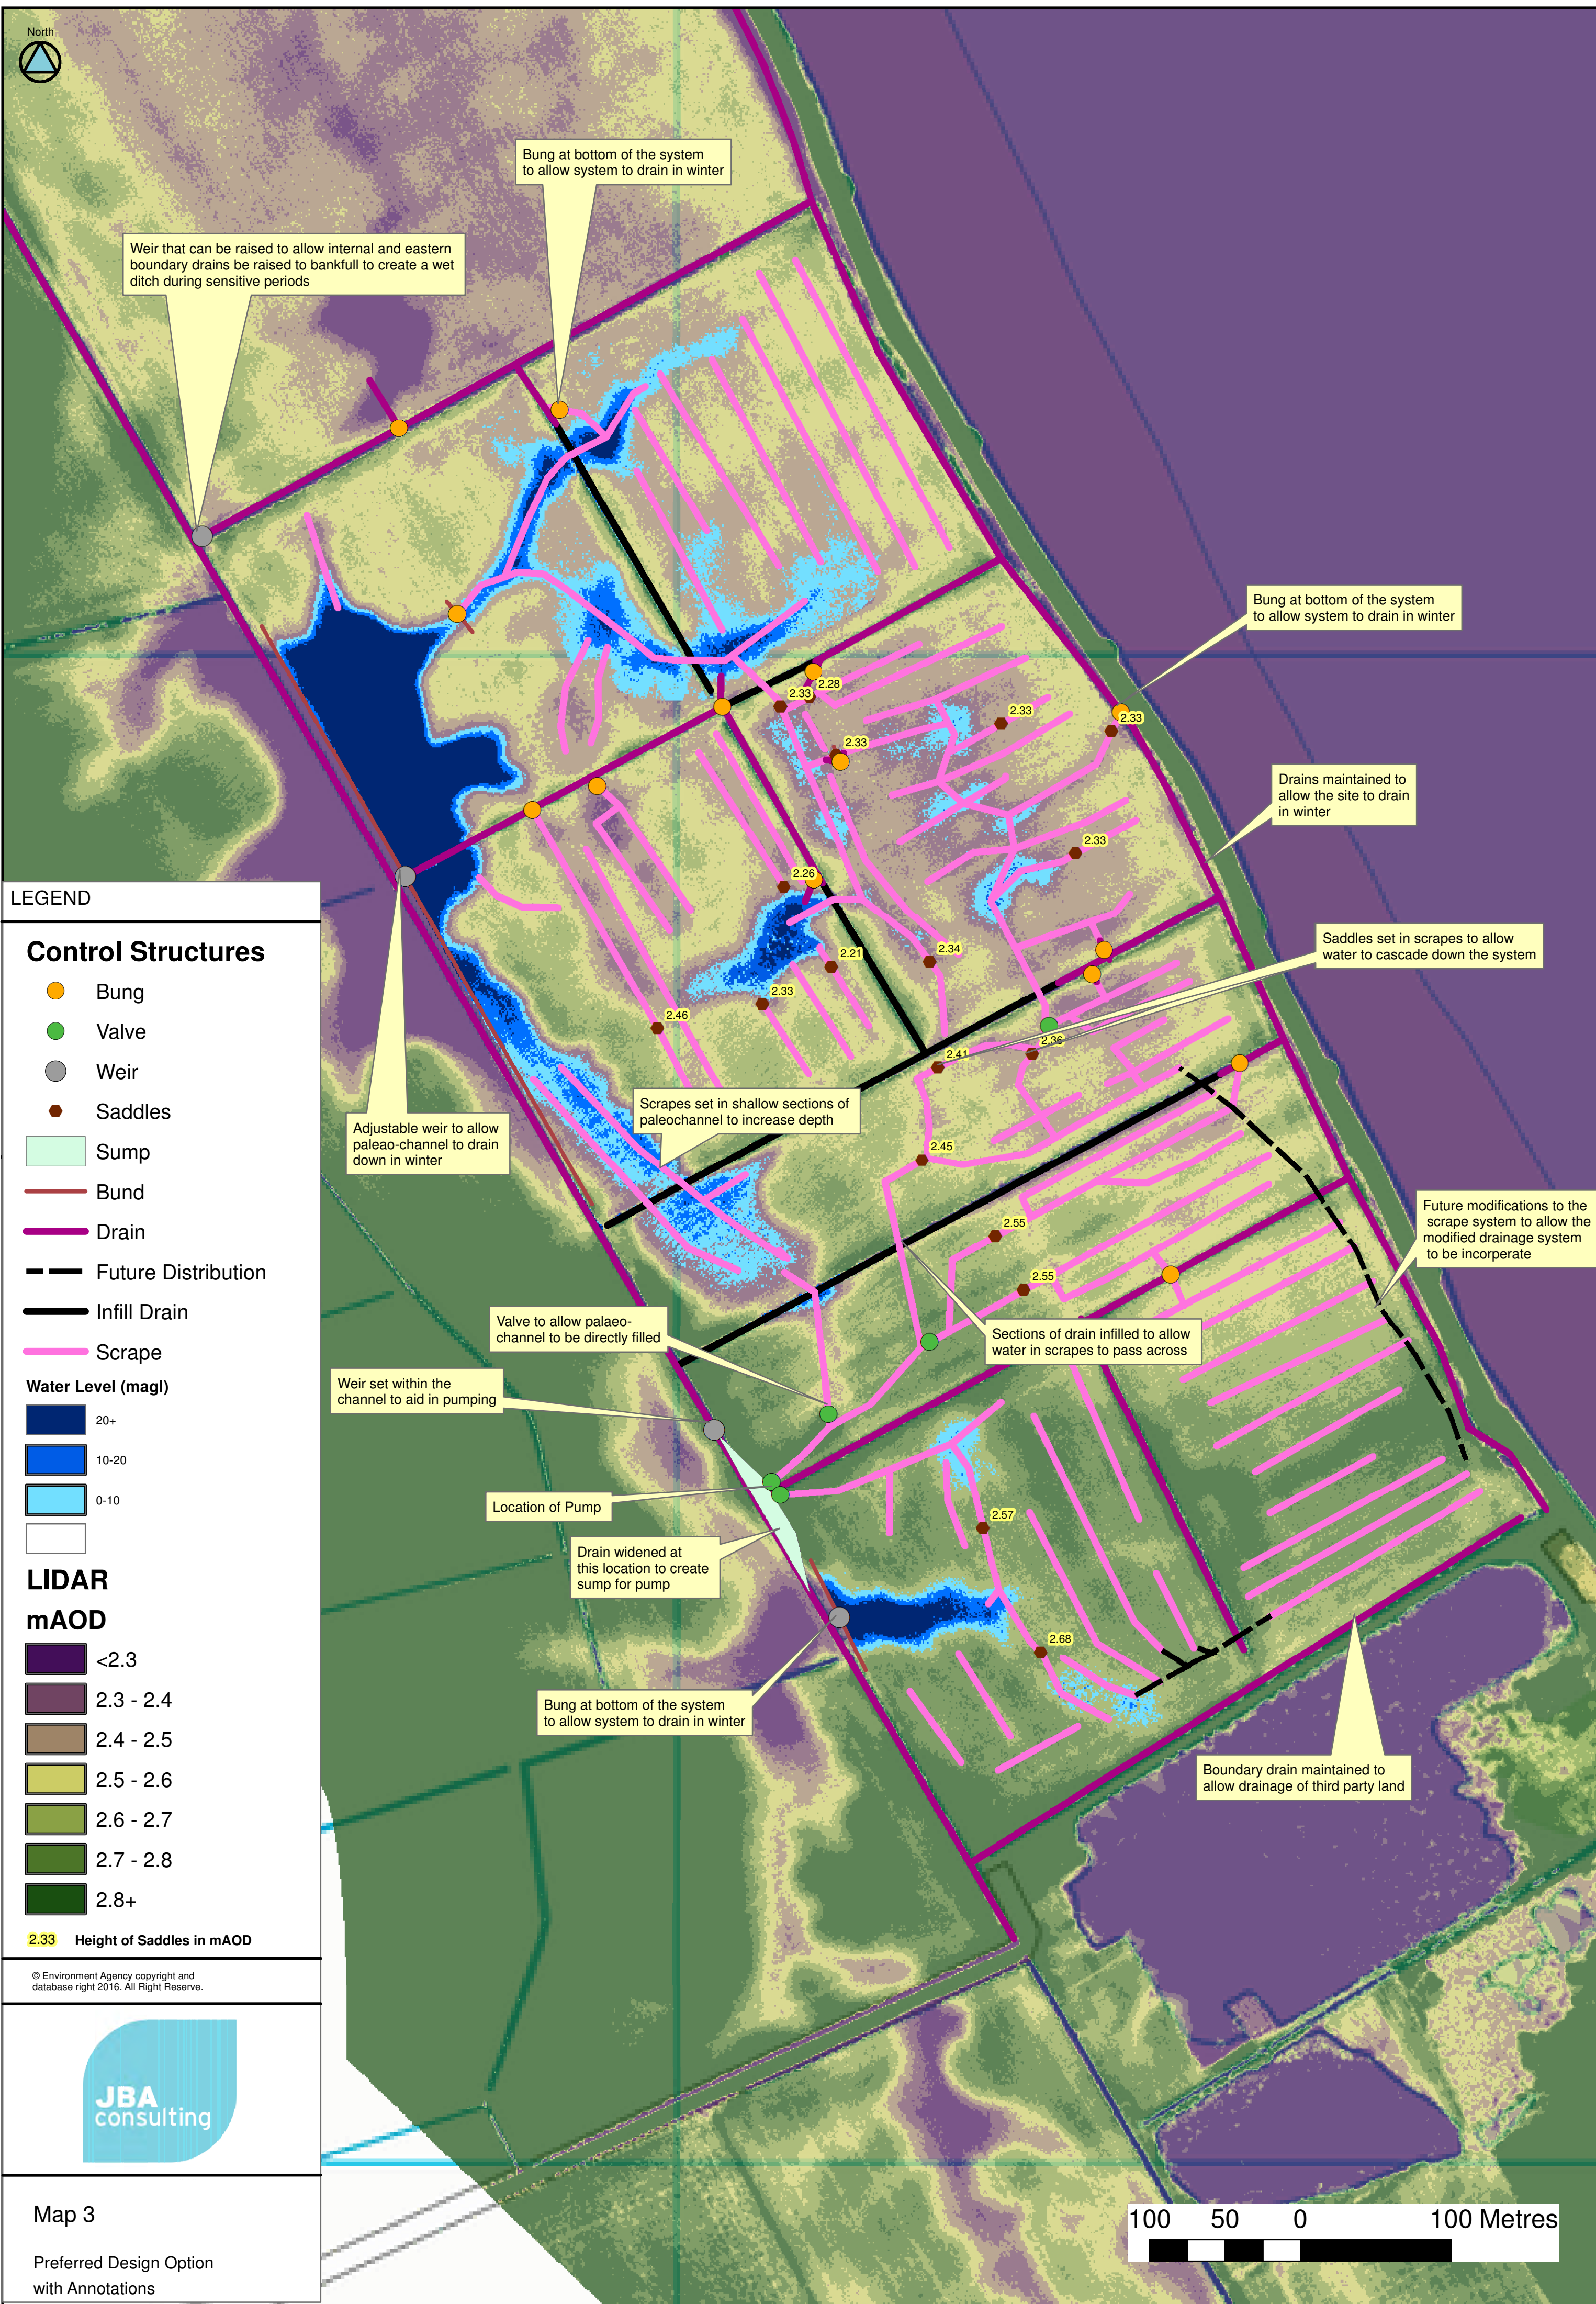 North
Bung at bottom of the system
to allow system to drain in winter
Weir that can be raised to allow internal and eastern
boundary drains be raised to bankfull to create a wet
ditch during sensitive periods
Bung at bottom of the system
to allow system to drain in winter
2.28
2.33
2.33
2.33
2.33
Drains maintained to
allow the site to drain
in winter
2.33
2.26
Saddles set in scrapes to allow
water to cascade down the system
2.34
2.21
2.33
2.46
2.36
2.41
Scrapes set in shallow sections of
paleochannel to increase depth
Adjustable weir to allow
palaeo-channel to drain
down in winter
2.45
Future modifications to the
scrape system to allow the
modified drainage system
to be incorperate
2.55
2.55
Valve to allow palaeo-
channel to be directly filled
Sections of drain infilled to allow
water in scrapes to pass across
Weir set within the
channel to aid in pumping
Location of Pump
2.57
Drain widened at
this location to create
sump for pump
2.68
Bung at bottom of the system
to allow system to drain in winter
Boundary drain maintained to
allow drainage of third party land
LEGEND
Control Structures
Bung
Valve
Weir
Saddles
Sump
Bund
Drain
Future Distribution
Infill Drain
Scrape
Water Level (magl)
20+
10-20
0-10
LIDAR
mAOD
<2.3
2.3 - 2.4
2.4 - 2.5
2.5 - 2.6
2.6 - 2.7
2.7 - 2.8
2.8+
2.33 Height of Saddles in mAOD
© Environment Agency copyright and
database right 2016. All Right Reserve.
JBA
consulting
Map 3
Preferred Design Option
with Annotations
100 50 0 100 Metres